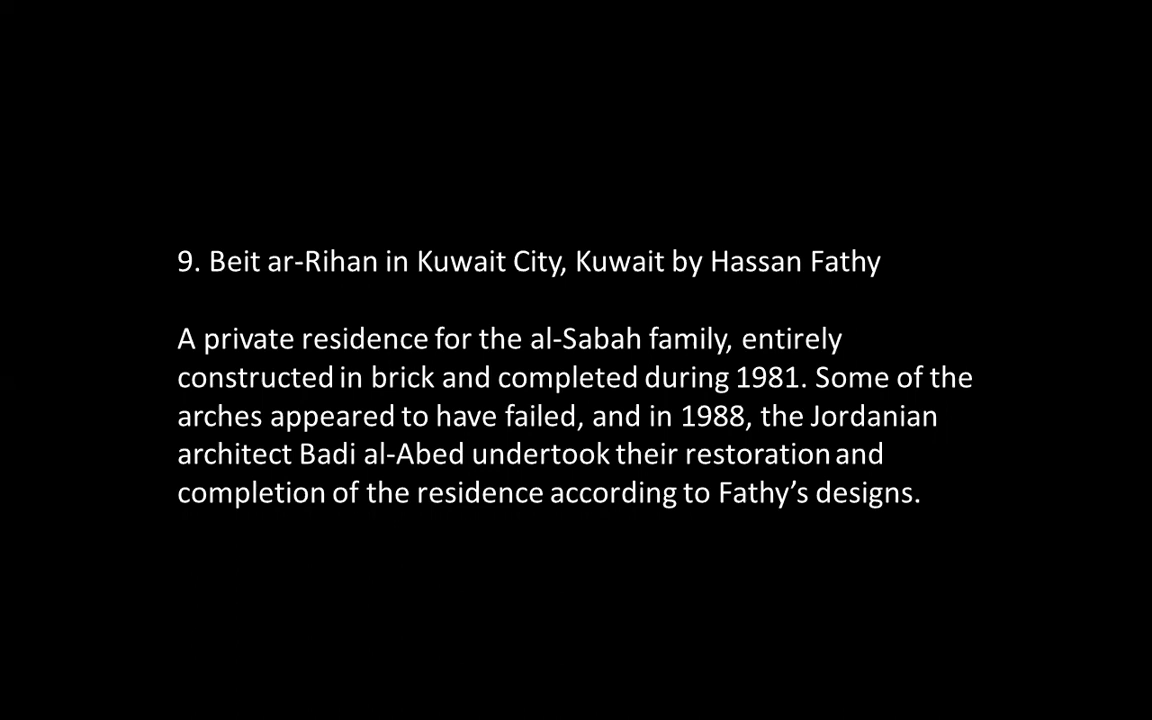 9. Beit ar-Rihan in Kuwait City, Kuwait by Hassan Fathy
A private residence for the al-Sabah family, entirely
constructed in brick and completed during 1981. Some of the
arches appeared to have failed, and in 1988, the Jordanian
architect Badi al-Abed undertook their restoration and
completion of the residence according to Fathy’s designs.